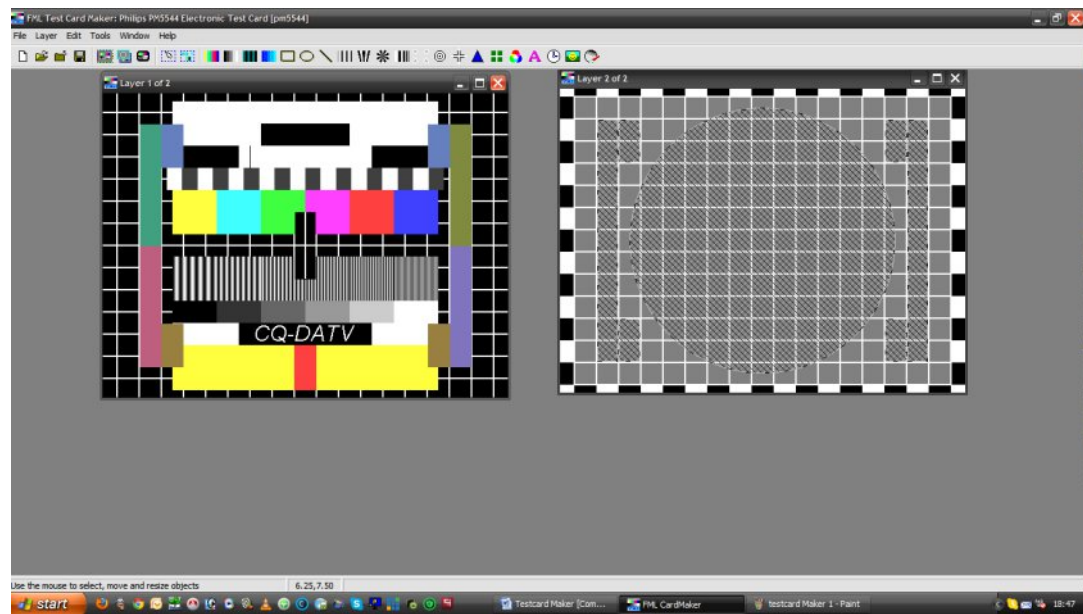 FML Test Card Maker: Philips PM5544 Electronic Test Card [pm5544]
File Layer Edit Tools Window Help
A
Layer 1 of 2
Layer 2 of 2
CQ-DATV
Use the mouse to select, move and resize objects 6.25,7.50
start Testcard Maker [Com... FML CardMaker testcard Maker 1 - Paint 18:47